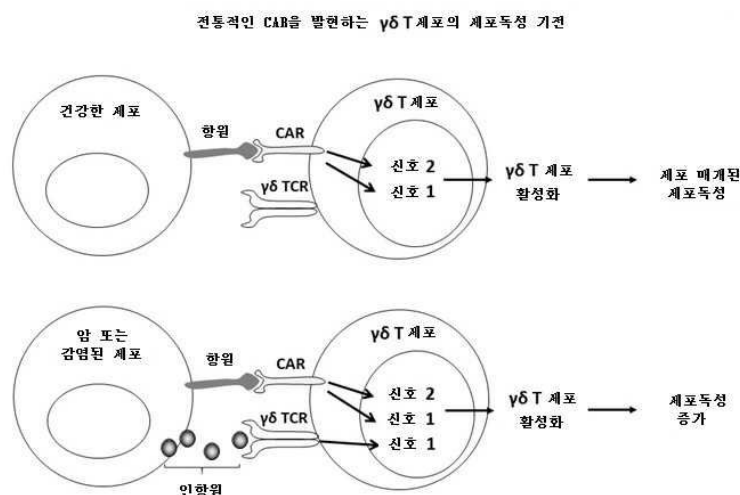 전통적인 CAR을 발현하는 γδ T 세포의 세포독성 기전
건강한 세포
항원
CAR
γδ TCR
γδ T 세포
신호 2
신호 1
γδ T 세포
활성화
세포 매개된
세포독성
암 또는
감염된 세포
항원
CAR
γδ TCR
인항원
γδ T 세포
신호 2
신호 1
신호 1
γδ T 세포
활성화
세포독성
증가